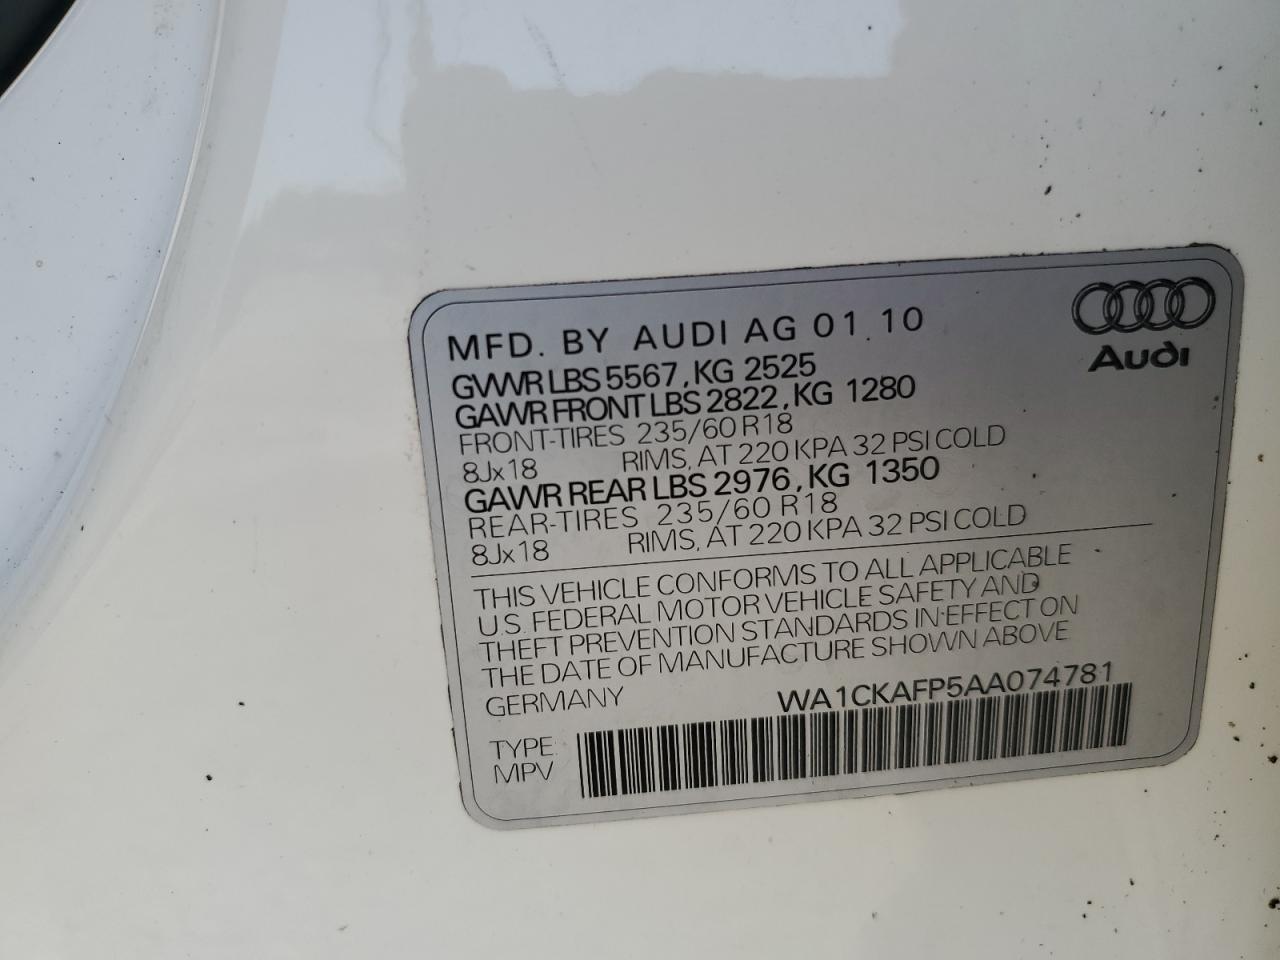 MFD. BY AUDI AG 01.10
Audi
GVWR LBS 5567, KG 2525
GAWR FRONT LBS 2822, KG 1280
FRONT-TIRES 235/60 R18
8Jx18 RIMS, AT 220 KPA 32 PSI COLD
GAWR REAR LBS 2976, KG 1350
REAR-TIRES 235/60 R18
8Jx18 RIMS, AT 220 KPA 32 PSI COLD
THIS VEHICLE CONFORMS TO ALL APPLICABLE
U.S. FEDERAL MOTOR VEHICLE SAFETY AND
THEFT PREVENTION STANDARDS IN EFFECT ON
THE DATE OF MANUFACTURE SHOWN ABOVE
GERMANY WA1CKAFP5AA074781
TYPE:
MPV